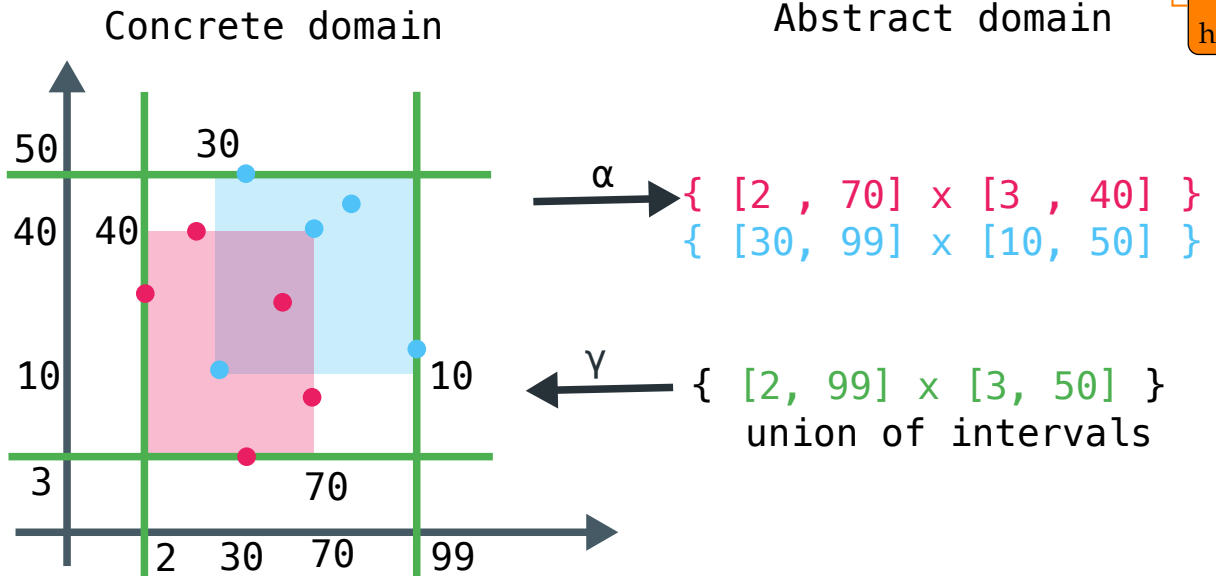 Concrete domain
Abstract domain
h
50
30
40
40
10
10
3
70
2
30
70
99
α
{ [2 , 70] x [3 , 40] }
{ [30, 99] x [10, 50] }
γ
{ [2, 99] x [3, 50] }
union of intervals